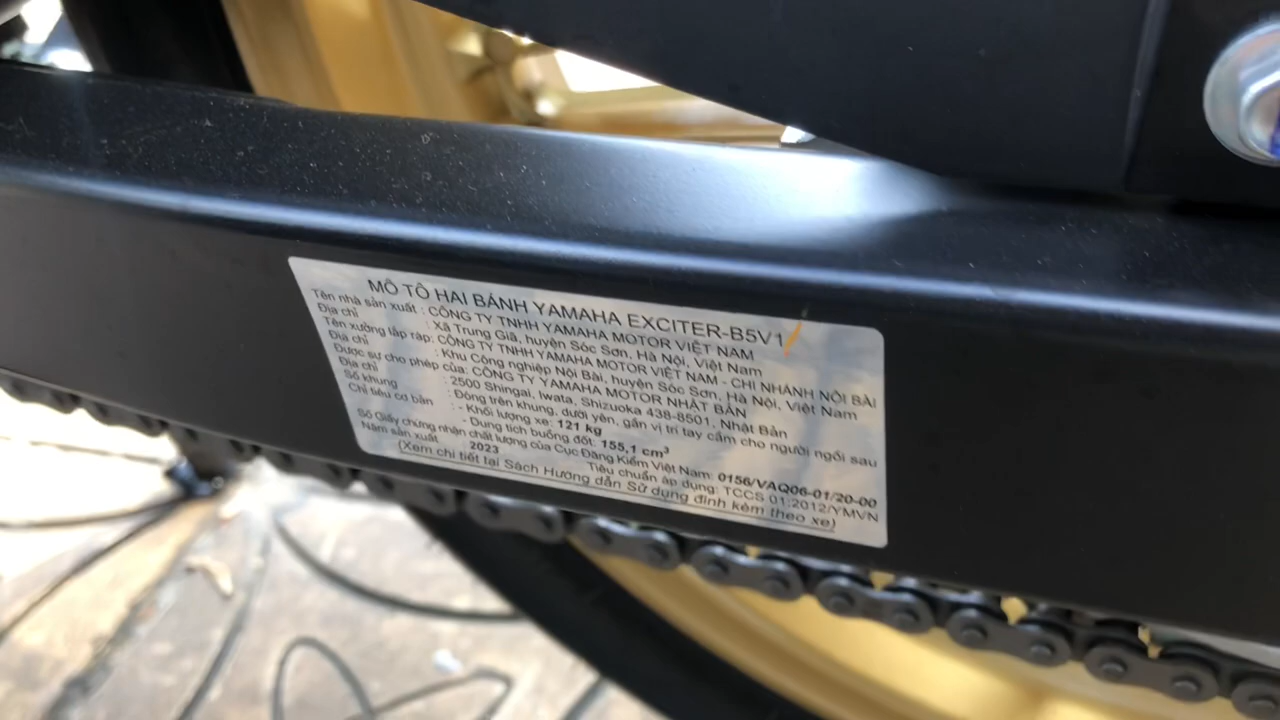 MÔ TÔ HAI BÁNH YAMAHA EXCITER-B5V1
Tên nhà sản xuất : CÔNG TY TNHH YAMAHA MOTOR VIỆT NAM
Địa chỉ : Xã Trung Giã, huyện Sóc Sơn, Hà Nội, Việt Nam
Tên xưởng lắp ráp: CÔNG TY TNHH YAMAHA MOTOR VIỆT NAM - CHI NHÁNH NỘI BÀI
Địa chỉ : Khu Công nghiệp Nội Bài, huyện Sóc Sơn, Hà Nội, Việt Nam
Được sự cho phép của: CÔNG TY YAMAHA MOTOR NHẬT BẢN
Địa chỉ : 2500 Shingai, Iwata, Shizuoka 438-8501, Nhật Bản
Số khung : Đóng trên khung, dưới yên, gần vị trí tay cầm cho người ngồi sau
Chỉ tiêu cơ bản : - Khối lượng xe: 121 kg
- Dung tích buồng đốt: 155,1 cm³
Số Giấy chứng nhận chất lượng của Cục Đăng Kiểm Việt Nam: 0156/VAQ06-01/20-00
Năm sản xuất : 2023 Tiêu chuẩn áp dụng: TCCS 01:2012/YMVN
(Xem chi tiết tại Sách Hướng dẫn Sử dụng đính kèm theo xe)